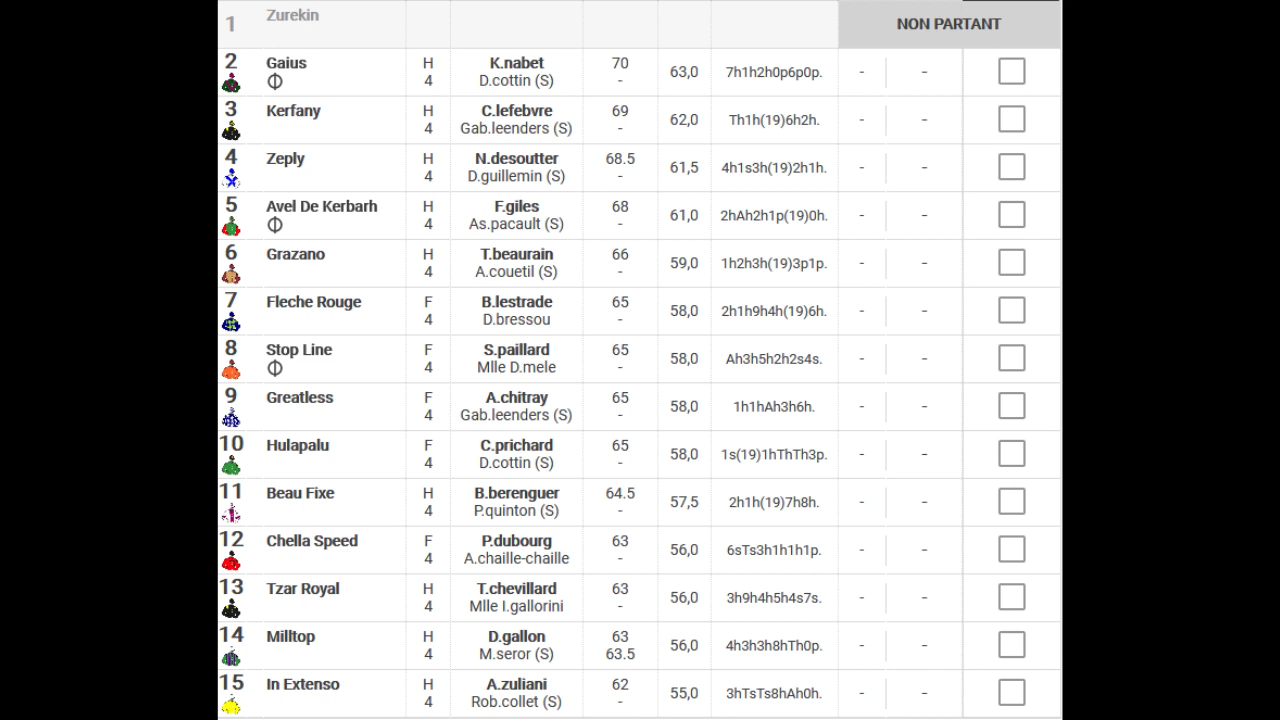 1 Zurekin NON PARTANT
2 Gaius H K.nabet 70 63,0 7h1h2h0p6p0p. - -
4 D.cottin (S) -
3 Kerfany H C.lefebvre 69 62,0 Th1h(19)6h2h. - -
4 Gab.leenders (S) -
4 Zeply H N.desoutter 68.5 61,5 4h1s3h(19)2h1h. - -
4 D.guillemin (S) -
5 Avel De Kerbarh H F.giles 68 61,0 2hAh2h1p(19)0h. - -
4 As.pacault (S) -
6 Grazano H T.beaurain 66 59,0 1h2h3h(19)3p1p. - -
4 A.couetil (S) -
7 Fleche Rouge F B.lestrade 65 58,0 2h1h9h4h(19)6h. - -
4 D.bressou -
8 Stop Line F S.paillard 65 58,0 Ah3h5h2h2s4s. - -
4 Mlle D.mele -
9 Greatless F A.chitray 65 58,0 1h1hAh3h6h. - -
4 Gab.leenders (S) -
10 Hulapalu F C.prichard 65 58,0 1s(19)1hThTh3p. - -
4 D.cottin (S) -
11 Beau Fixe H B.berenguer 64.5 57,5 2h1h(19)7h8h. - -
4 P.quinton (S) -
12 Chella Speed F P.dubourg 63 56,0 6sTs3h1h1h1p. - -
4 A.chaille-chaille -
13 Tzar Royal H T.chevillard 63 56,0 3h9h4h5h4s7s. - -
4 Mlle I.gallorini -
14 Milltop H D.gallon 63 56,0 4h3h3h8hTh0p. - -
4 M.seror (S) 63.5
15 In Extenso H A.zuliani 62 55,0 3hTsTs8hAh0h. - -
4 Rob.collet (S) -